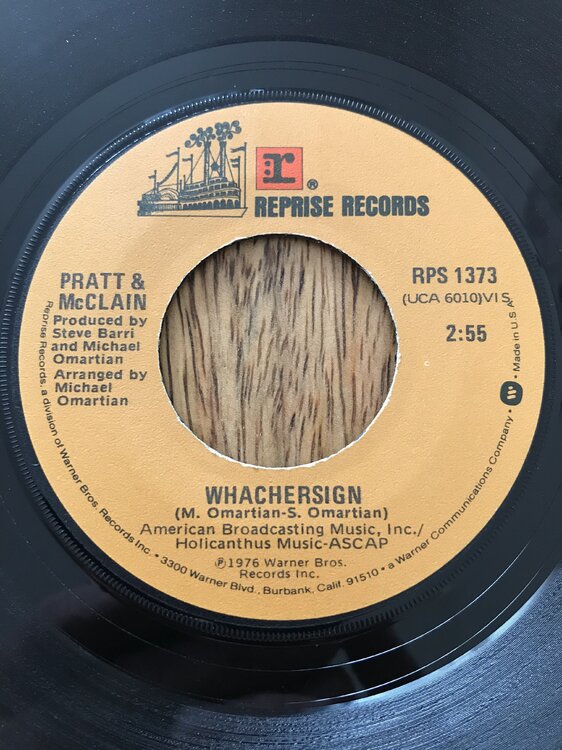 r ®
REPRISE RECORDS
PRATT &
McCLAIN
Produced by
Steve Barri
and Michael
Omartian
Arranged by
Michael
Omartian
RPS 1373
(UCA 6010)VIS
2:55
WHACHERSIGN
(M. Omartian-S. Omartian)
American Broadcasting Music, Inc./
Holicanthus Music-ASCAP
℗1976 Warner Bros.
Records Inc.
Reprise Records, a division of Warner Bros. Records Inc. • 3300 Warner Blvd., Burbank, Calif. 91510 • a Warner Communications Company • W • Made in U.S.A.